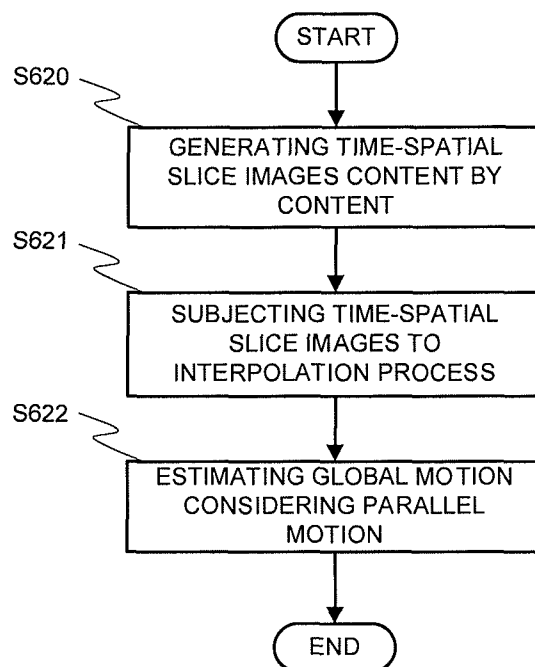 START
S620
GENERATING TIME-SPATIAL
SLICE IMAGES CONTENT BY
CONTENT
S621
SUBJECTING TIME-SPATIAL
SLICE IMAGES TO
INTERPOLATION PROCESS
S622
ESTIMATING GLOBAL MOTION
CONSIDERING PARALLEL
MOTION
END